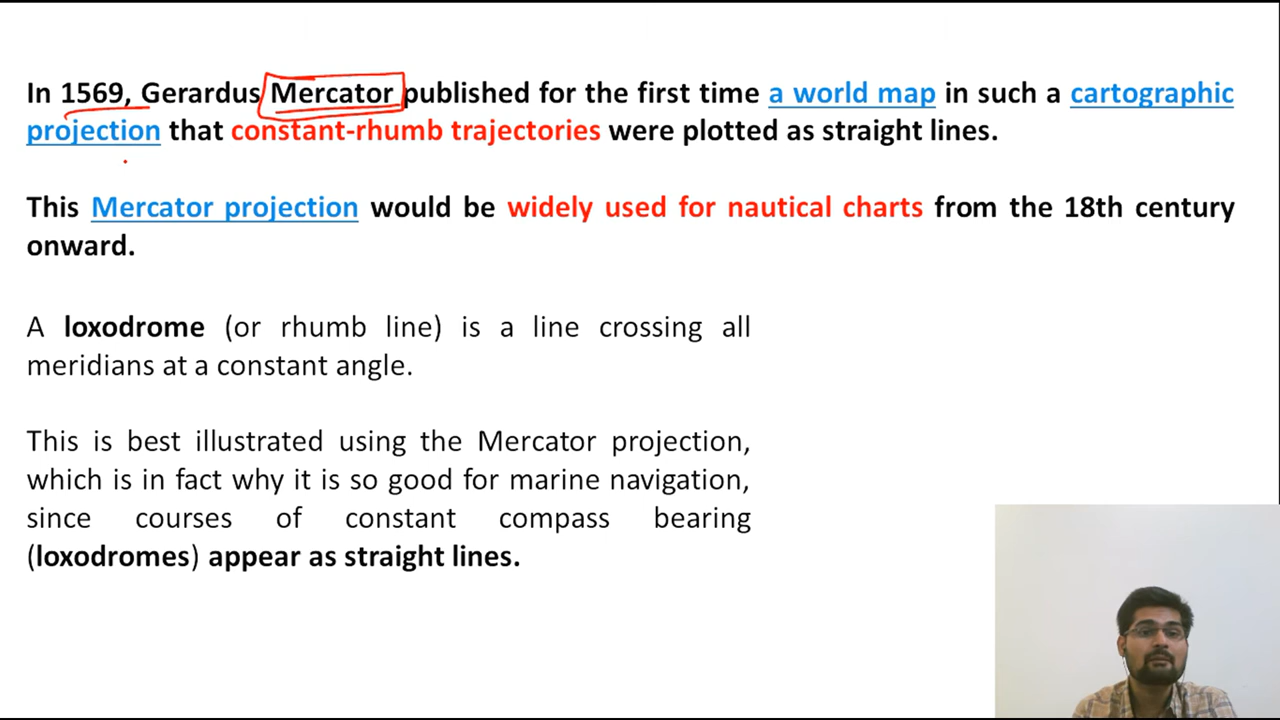 In 1569, Gerardus Mercator published for the first time a world map in such a cartographic
projection that constant-rhumb trajectories were plotted as straight lines.
This Mercator projection would be widely used for nautical charts from the 18th century
onward.
A loxodrome (or rhumb line) is a line crossing all
meridians at a constant angle.
This is best illustrated using the Mercator projection,
which is in fact why it is so good for marine navigation,
since courses of constant compass bearing
(loxodromes) appear as straight lines.